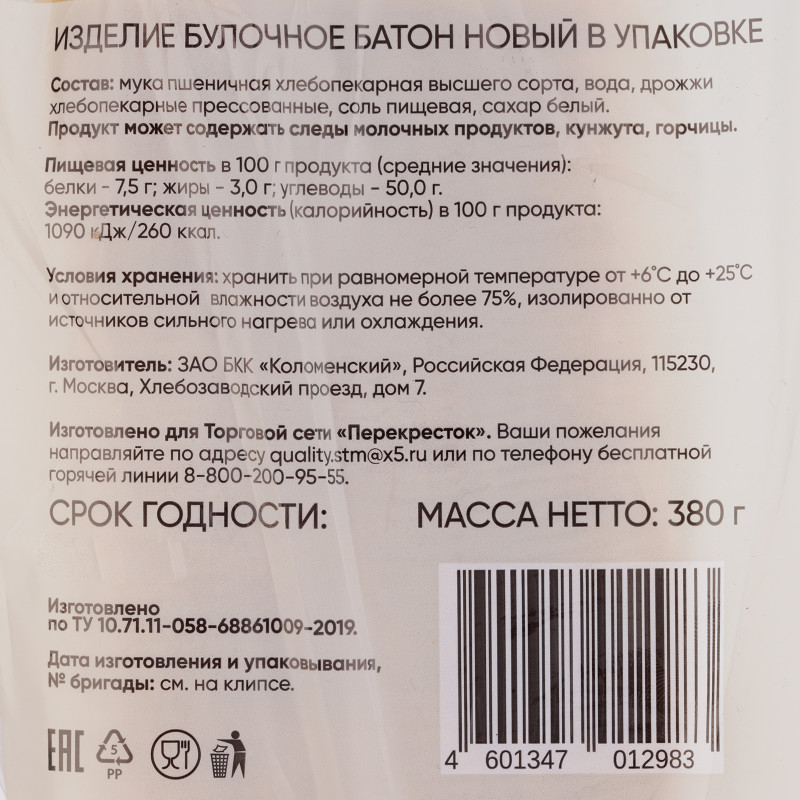 ИЗДЕЛИЕ БУЛОЧНОЕ БАТОН НОВЫЙ В УПАКОВКЕ
Состав: мука пшеничная хлебопекарная высшего сорта, вода, дрожжи
хлебопекарные прессованные, соль пищевая, сахар белый.
Продукт может содержать следы молочных продуктов, кунжута, горчицы.
Пищевая ценность в 100 г продукта (средние значения):
белки - 7,5 г; жиры - 3,0 г; углеводы - 50,0 г.
Энергетическая ценность (калорийность) в 100 г продукта:
1090 кДж/260 ккал.
Условия хранения: хранить при равномерной температуре от +6°С до +25°С
и относительной влажности воздуха не более 75%, изолированно от
источников сильного нагрева или охлаждения.
Изготовитель: ЗАО БКК «Коломенский», Российская Федерация, 115230,
г. Москва, Хлебозаводский проезд, дом 7.
Изготовлено для Торговой сети «Перекресток». Ваши пожелания
направляйте по адресу quality.stm@x5.ru или по телефону бесплатной
горячей линии 8-800-200-95-55.
СРОК ГОДНОСТИ: МАССА НЕТТО: 380 г
Изготовлено
по ТУ 10.71.11-058-68861009-2019.
Дата изготовления и упаковывания,
№ бригады: см. на клипсе.
ЕАС 5
PP
4 601347 012983